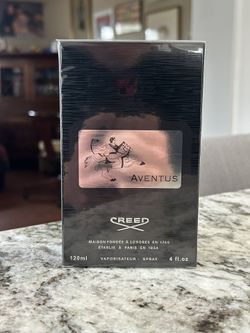 AVENTUS
CREED
MAISON FONDÉE À LONDRES EN 1760
ÉTABLIE À PARIS EN 1854
120ml VAPORISATEUR - SPRAY 4 fl.oz